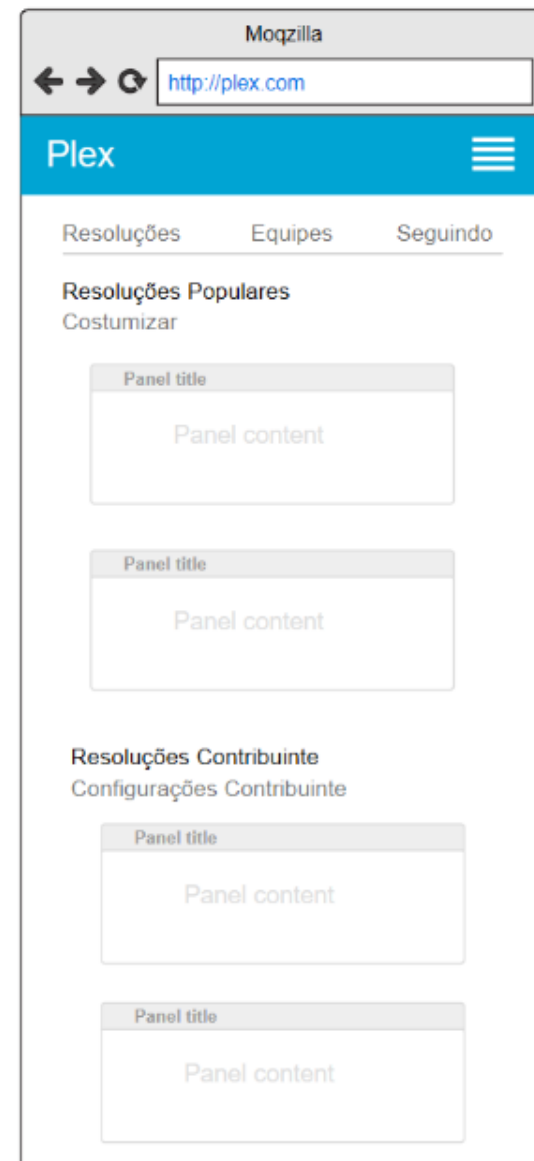 Moqzilla
http://plex.com
Plex
Resoluções Equipes Seguindo
Resoluções Populares
Costumizar
Panel title
Panel content
Panel title
Panel content
Resoluções Contribuinte
Configurações Contribuinte
Panel title
Panel content
Panel title
Panel content